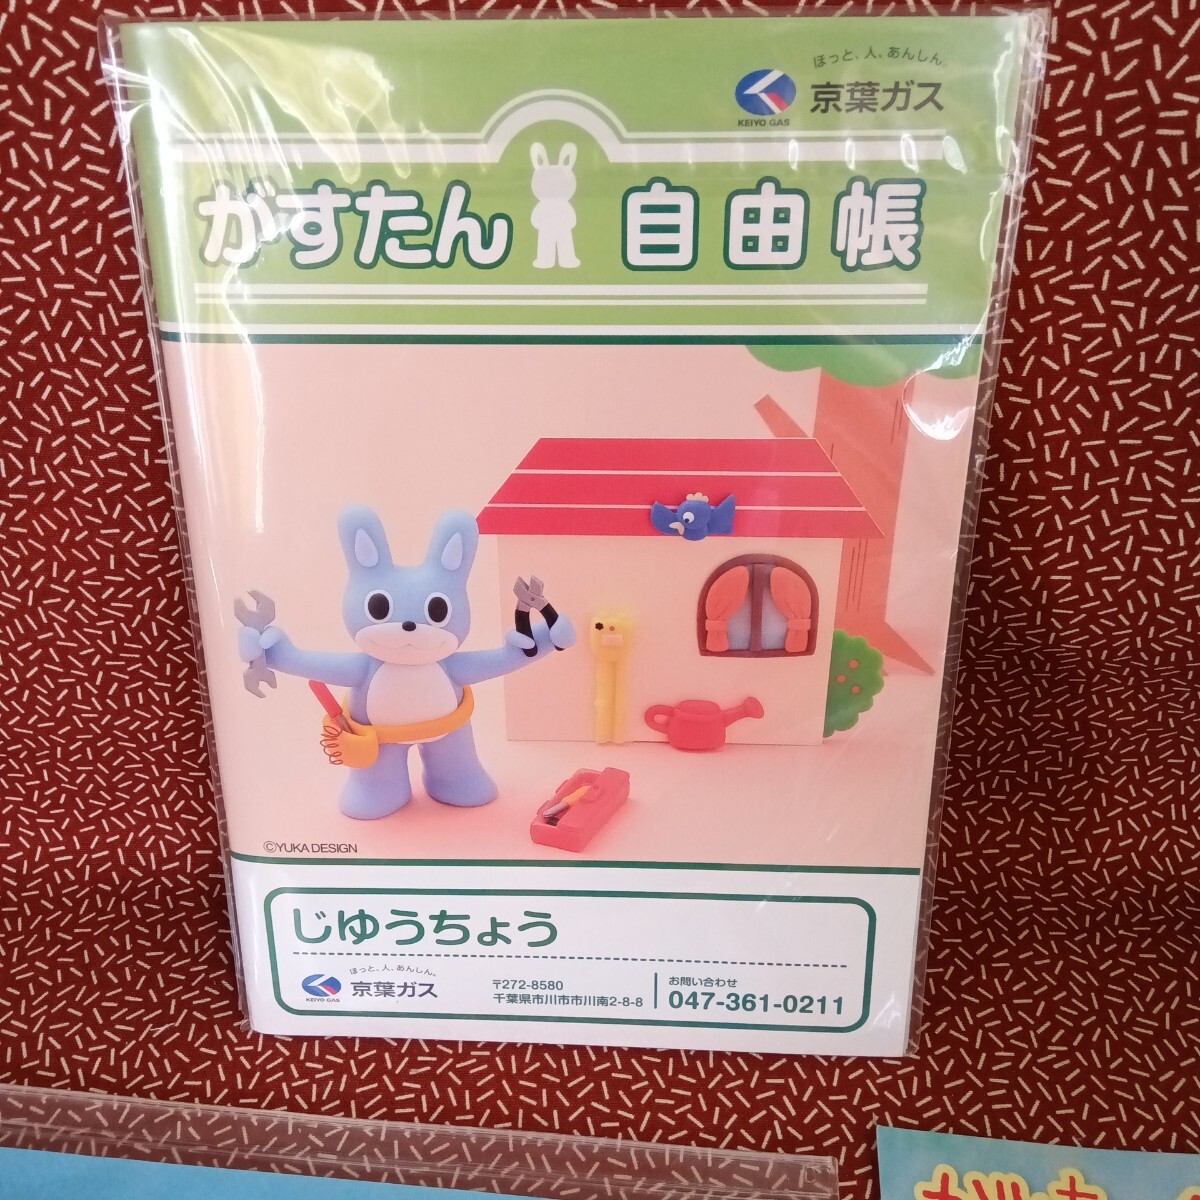 ほっと、人、あんしん。
京葉ガス
KEIYO GAS
がすたん 自由帳
©YUKA DESIGN
じゆうちょう
ほっと、人、あんしん。
京葉ガス
KEIYO GAS
〒272-8580
千葉県市川市市川南2-8-8
お問い合わせ
047-361-0211